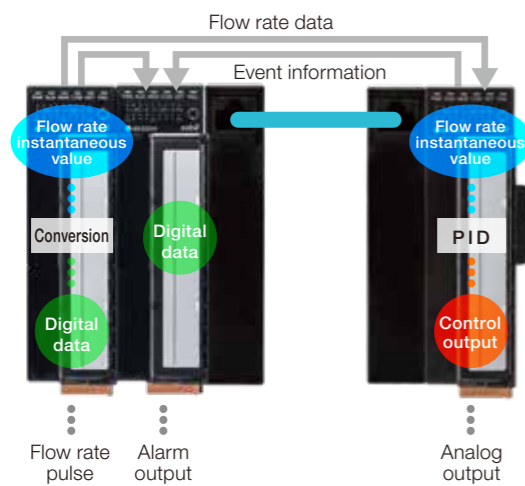 Flow rate data
Event information
Flow rate
instantaneous
value
Flow rate
instantaneous
value
Conversion
Digital
data
PID
Digital
data
Control
output
Flow rate
pulse
Alarm
output
Analog
output